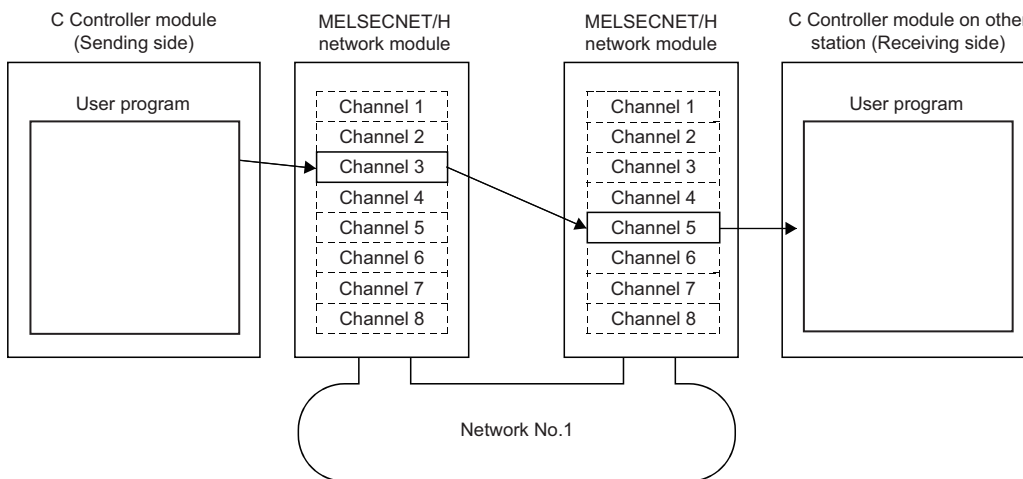 C Controller module
(Sending side)
MELSECNET/H
network module
MELSECNET/H
network module
C Controller module on other
station (Receiving side)
User program
Channel 1
Channel 2
Channel 3
Channel 4
Channel 5
Channel 6
Channel 7
Channel 8
Channel 1
Channel 2
Channel 3
Channel 4
Channel 5
Channel 6
Channel 7
Channel 8
User program
Network No.1